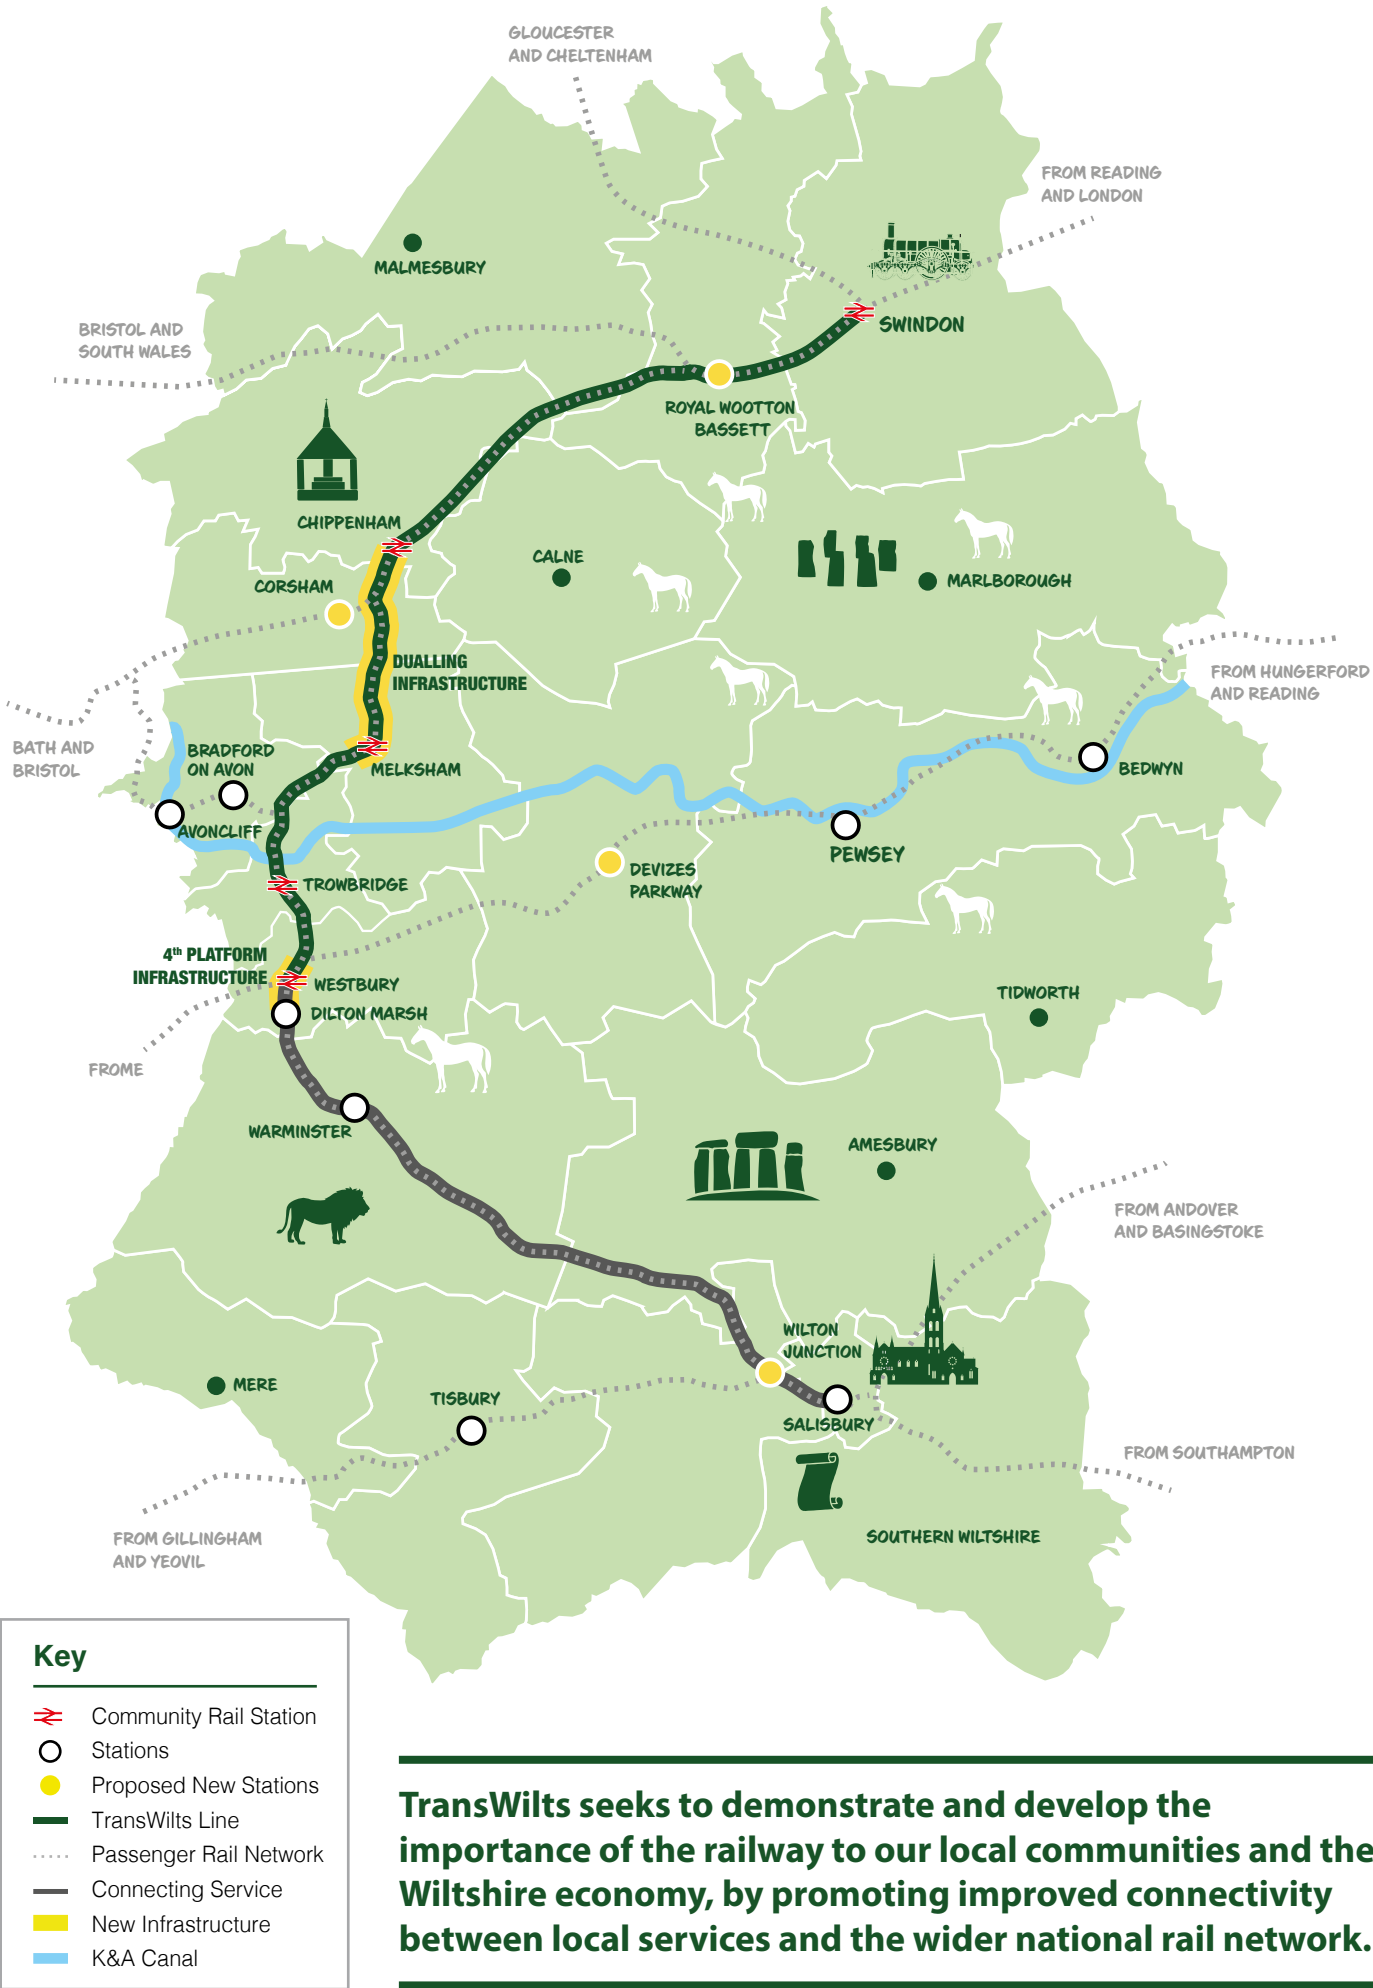 GLOUCESTER
AND CHELTENHAM
FROM READING
AND LONDON
MALMESBURY
BRISTOL AND
SOUTH WALES
SWINDON
ROYAL WOOTTON
BASSETT
CHIPPENHAM
CALNE
CORSHAM
MARLBOROUGH
DUALLING
INFRASTRUCTURE
FROM HUNGERFORD
AND READING
BATH AND
BRISTOL
BRADFORD
ON AVON
MELKSHAM
BEDWYN
AVONCLIFF
PEWSEY
DEVIZES
PARKWAY
TROWBRIDGE
4th PLATFORM
INFRASTRUCTURE
WESTBURY
DILTON MARSH
TIDWORTH
FROME
WARMINSTER
AMESBURY
FROM ANDOVER
AND BASINGSTOKE
WILTON
JUNCTION
MERE
TISBURY
SALISBURY
FROM SOUTHAMPTON
FROM GILLINGHAM
AND YEOVIL
SOUTHERN WILTSHIRE
Key
Community Rail Station
Stations
Proposed New Stations
TransWilts Line
Passenger Rail Network
Connecting Service
New Infrastructure
K&A Canal
TransWilts seeks to demonstrate and develop the
importance of the railway to our local communities and the
Wiltshire economy, by promoting improved connectivity
between local services and the wider national rail network.